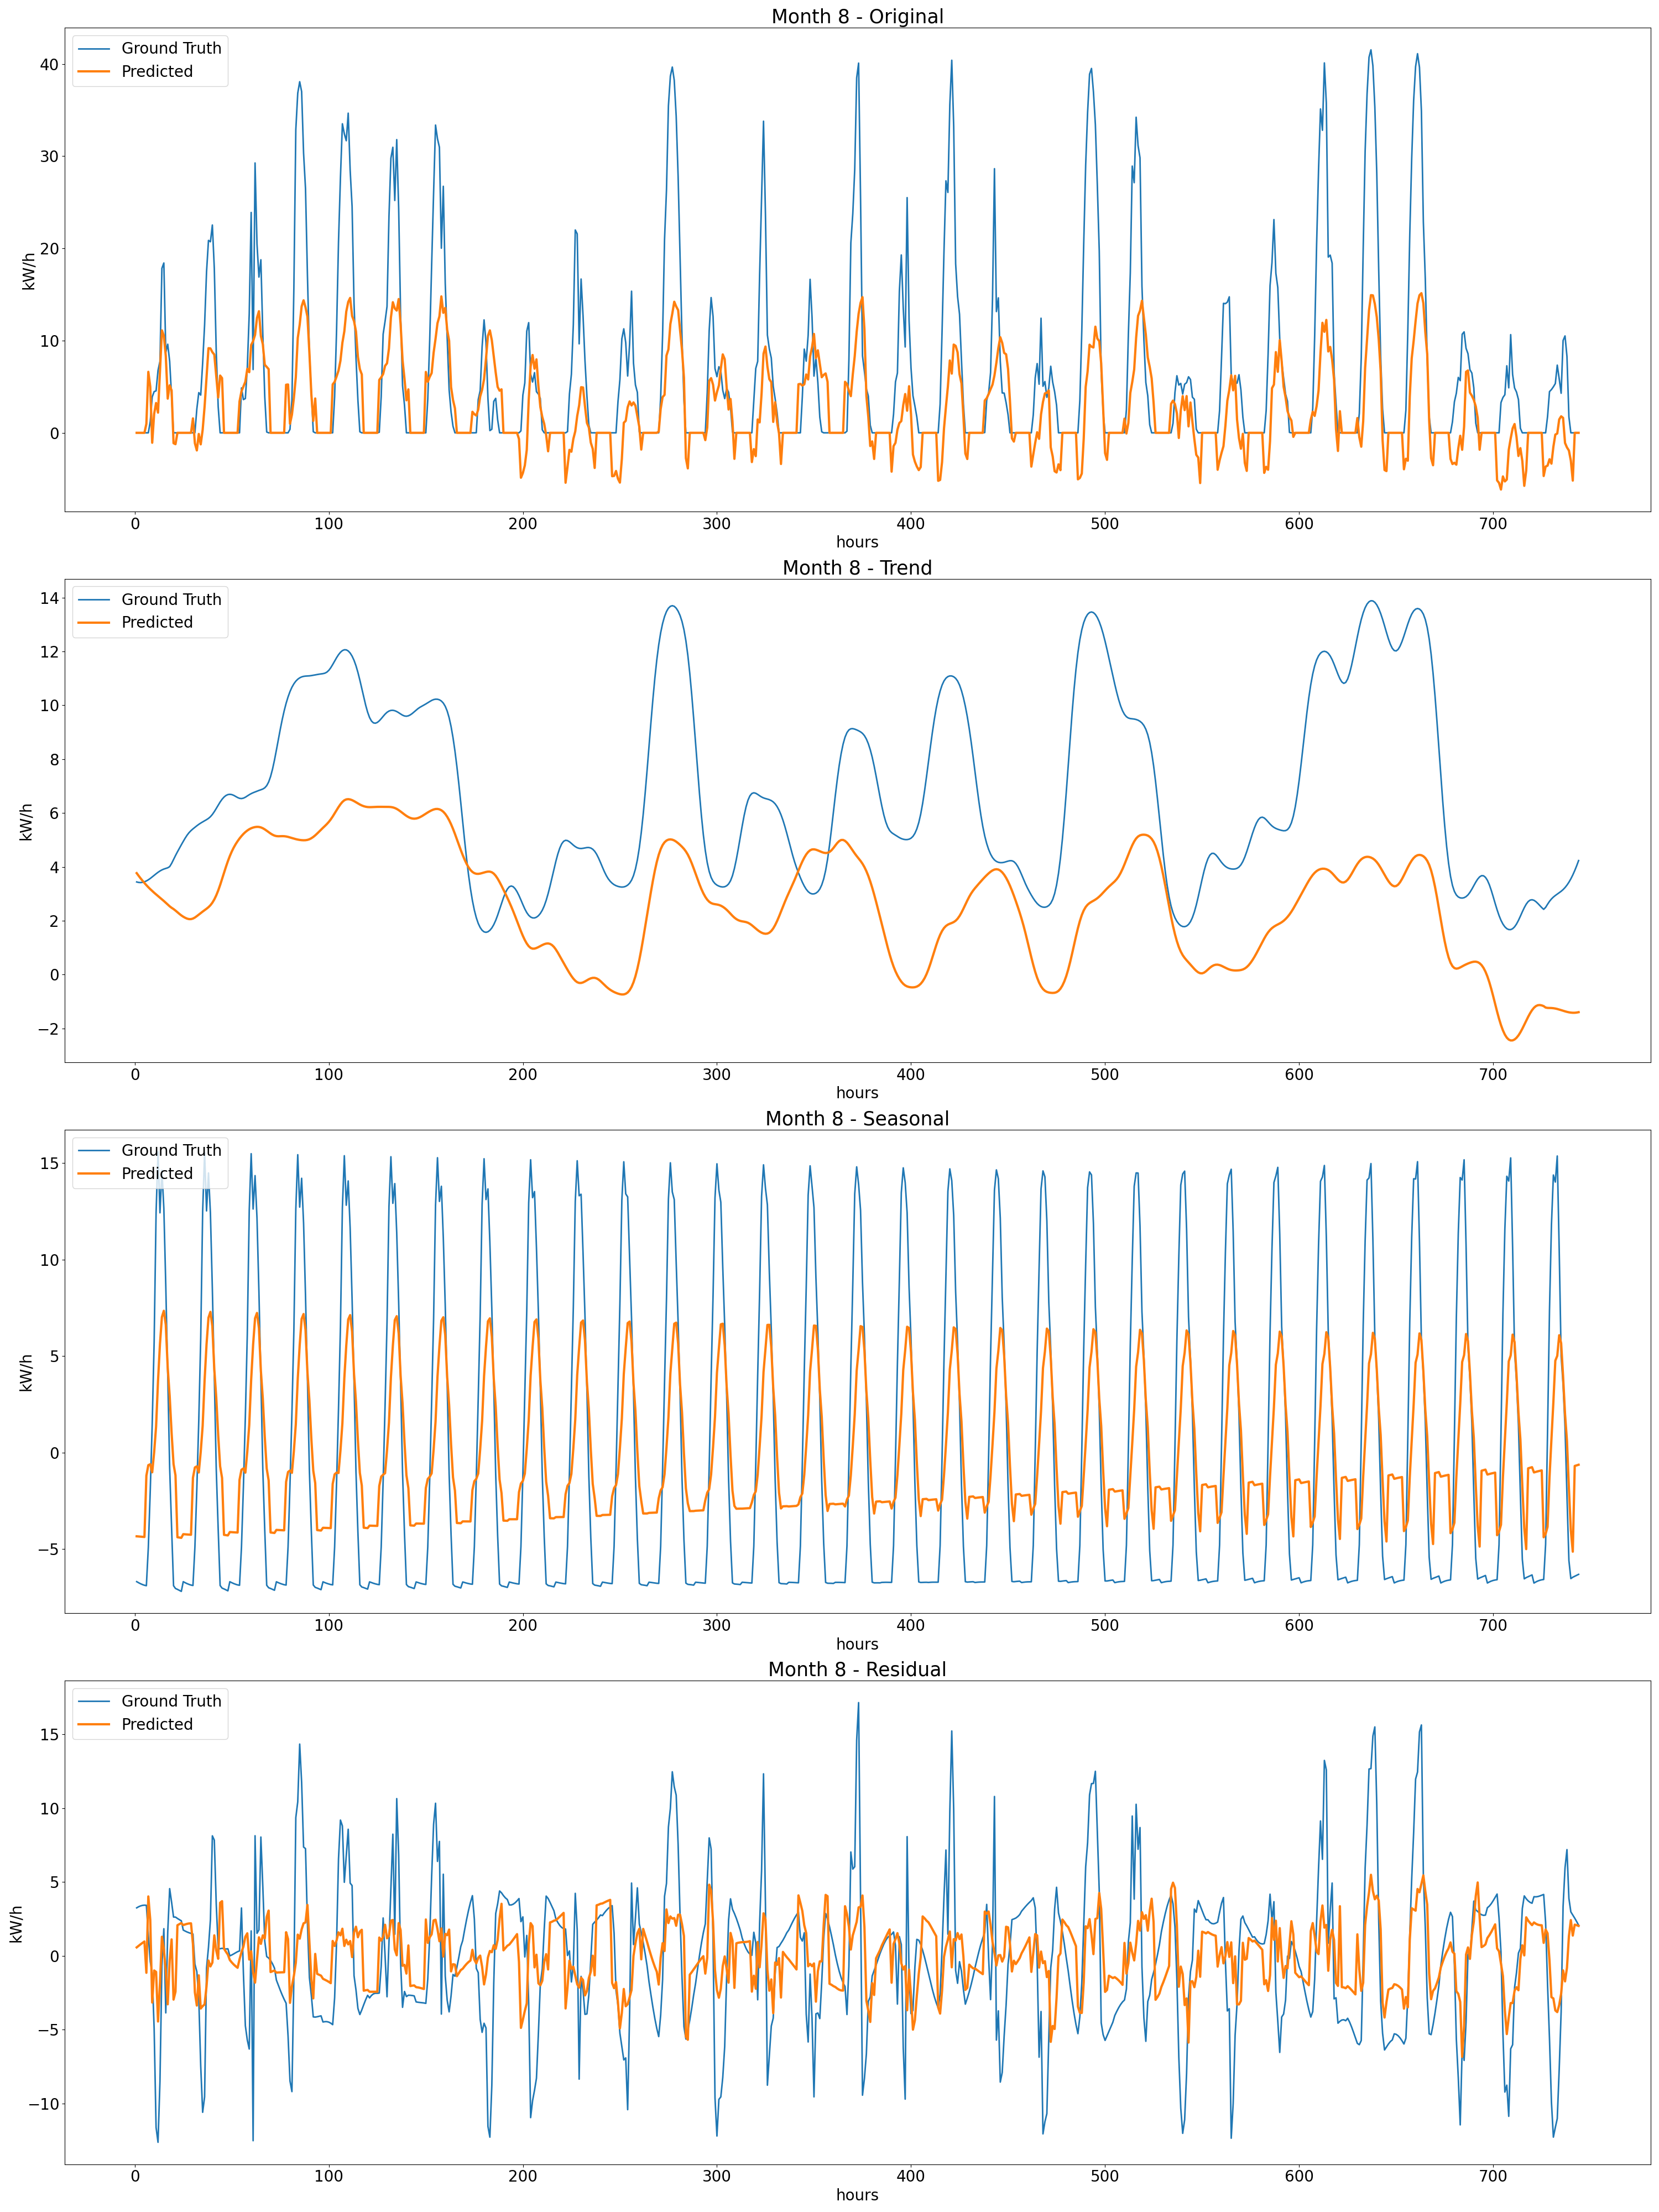 Month 8 - Original
Ground Truth
Predicted
40
30
20
10
0
kW/h
0 100 200 300 400 500 600 700
hours
Month 8 - Trend
Ground Truth
Predicted
14
12
10
8
6
4
2
0
−2
kW/h
0 100 200 300 400 500 600 700
hours
Month 8 - Seasonal
Ground Truth
Predicted
15
10
5
0
−5
kW/h
0 100 200 300 400 500 600 700
hours
Month 8 - Residual
Ground Truth
Predicted
15
10
5
0
−5
−10
kW/h
0 100 200 300 400 500 600 700
hours